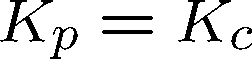 K_p = K_c